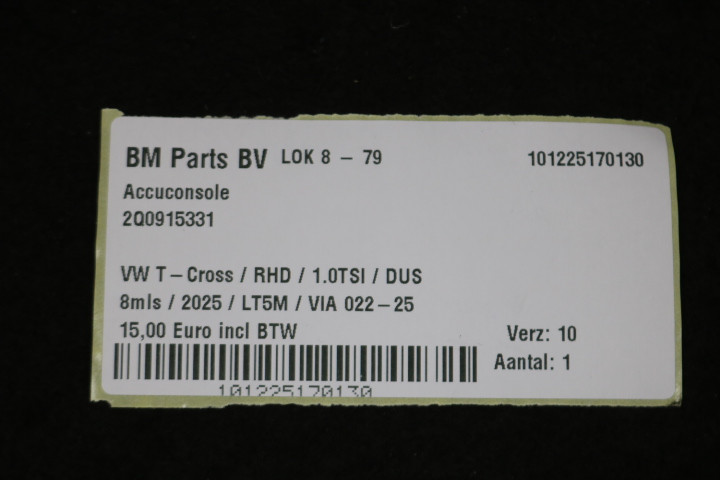 BM Parts BV LOK 8 - 79 101225170130
Accuconsole
2Q0915331
VW T-Cross / RHD / 1.0TSI / DUS
8mls / 2025 / LT5M / VIA 022-25
15,00 Euro incl BTW Verz: 10
Aantal: 1
101225170130